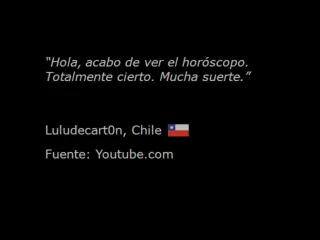 “Hola, acabo de ver el horóscopo.
Totalmente cierto. Mucha suerte.”
Luludecart0n, Chile
Fuente: Youtube.com